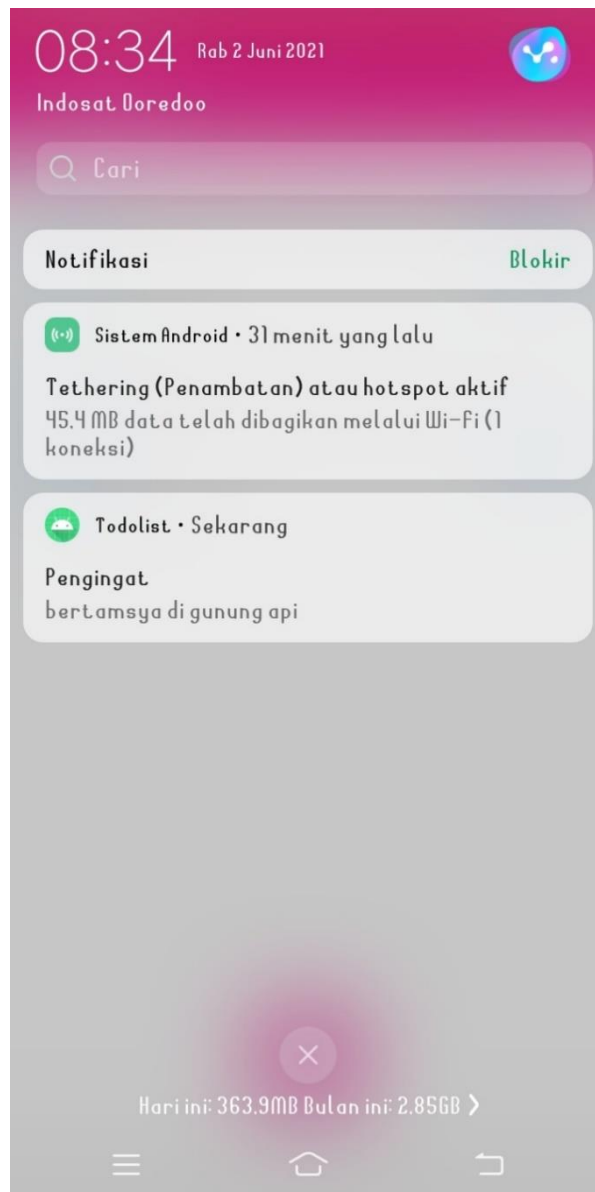 08:34 Rab 2 Juni 2021
Indosat Ooredoo
Cari
Notifikasi Blokir
Sistem Android • 31 menit yang lalu
Tethering (Penambatan) atau hotspot aktif
45.4 MB data telah dibagikan melalui Wi-Fi (1
koneksi)
Todolist • Sekarang
Pengingat
bertamsya di gunung api
Hari ini: 363.9MB Bulan ini: 2.85GB